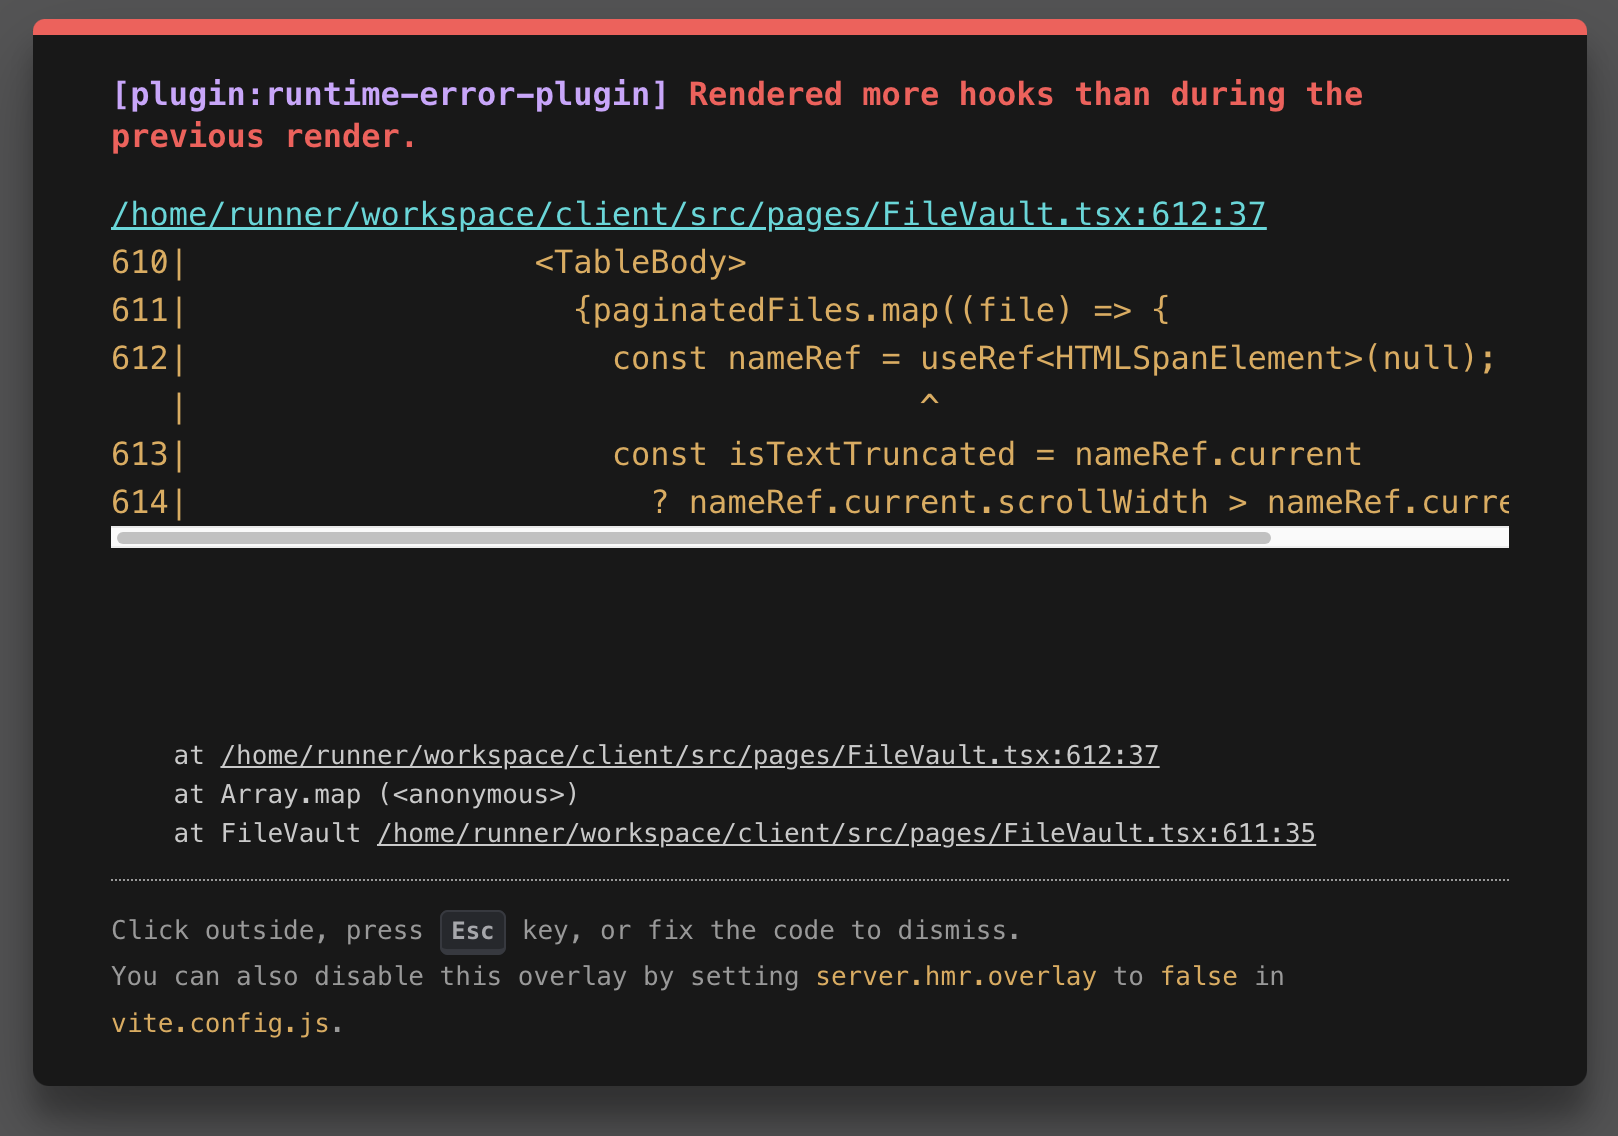 [plugin:runtime-error-plugin] Rendered more hooks than during the
previous render.
/home/runner/workspace/client/src/pages/FileVault.tsx:612:37
610|                  <TableBody>
611|                    {paginatedFiles.map((file) => {
612|                      const nameRef = useRef<HTMLSpanElement>(null);
   |                                      ^
613|                      const isTextTruncated = nameRef.current
614|                        ? nameRef.current.scrollWidth > nameRef.curre
at /home/runner/workspace/client/src/pages/FileVault.tsx:612:37
at Array.map (<anonymous>)
at FileVault /home/runner/workspace/client/src/pages/FileVault.tsx:611:35
Click outside, press Esc key, or fix the code to dismiss.
You can also disable this overlay by setting server.hmr.overlay to false in
vite.config.js.